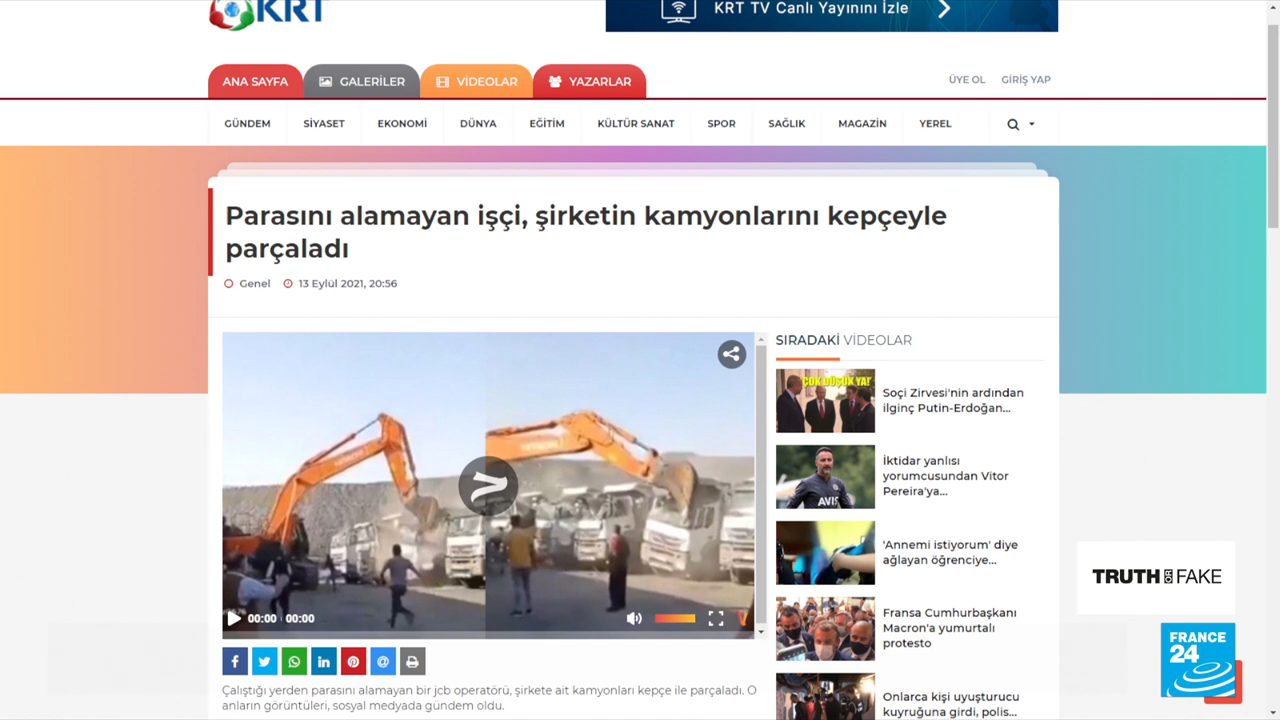 KRT
KRT TV Canlı Yayınını İzle
ANA SAYFA
GALERİLER
VİDEOLAR
YAZARLAR
ÜYE OL
GİRİŞ YAP
GÜNDEM
SİYASET
EKONOMİ
DÜNYA
EĞİTİM
KÜLTÜR SANAT
SPOR
SAĞLIK
MAGAZİN
YEREL
Parasını alamayan işçi, şirketin kamyonlarını kepçeyle
parçaladı
Genel
13 Eylül 2021, 20:56
00:00
00:00
Çalıştığı yerden parasını alamayan bir jcb operatörü, şirkete ait kamyonları kepçe ile parçaladı. O
anların görüntüleri, sosyal medyada gündem oldu.
SIRADAKİ VİDEOLAR
ÇOK DÜŞÜK YA!'
Soçi Zirvesi'nin ardından
ilginç Putin-Erdoğan...
AVIS
İktidar yanlısı
yorumcusundan Vitor
Pereira'ya...
'Annemi istiyorum' diye
ağlayan öğrenciye...
Fransa Cumhurbaşkanı
Macron'a yumurtalı
protesto
Onlarca kişi uyuşturucu
kuyruğuna girdi, polis...
TRUTH OR FAKE
FRANCE
24